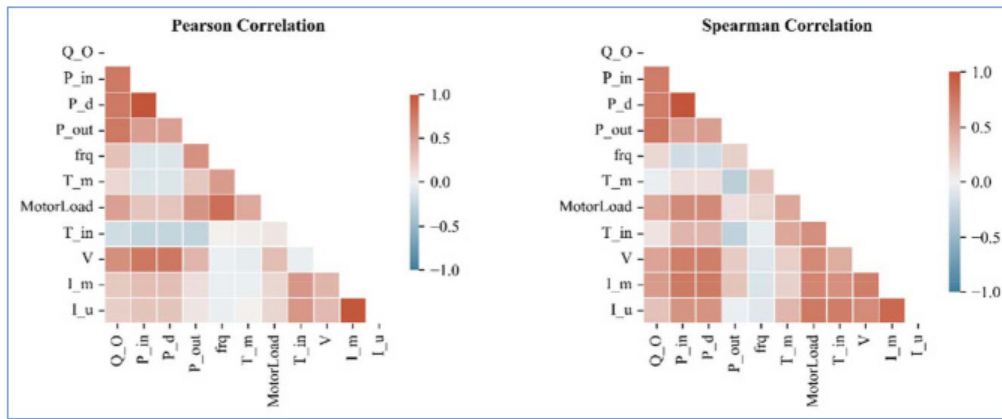 Pearson Correlation
Q_O
P_in
P_d
P_out
frq
T_m
MotorLoad
T_in
V
I_m
I_u
Q_O
P_in
P_d
P_out
frq
T_m
MotorLoad
T_in
V
I_m
I_u
1.0
0.5
0.0
−0.5
−1.0
Spearman Correlation
Q_O
P_in
P_d
P_out
frq
T_m
MotorLoad
T_in
V
I_m
I_u
Q_O
P_in
P_d
P_out
frq
T_m
MotorLoad
T_in
V
I_m
I_u
1.0
0.5
0.0
−0.5
−1.0